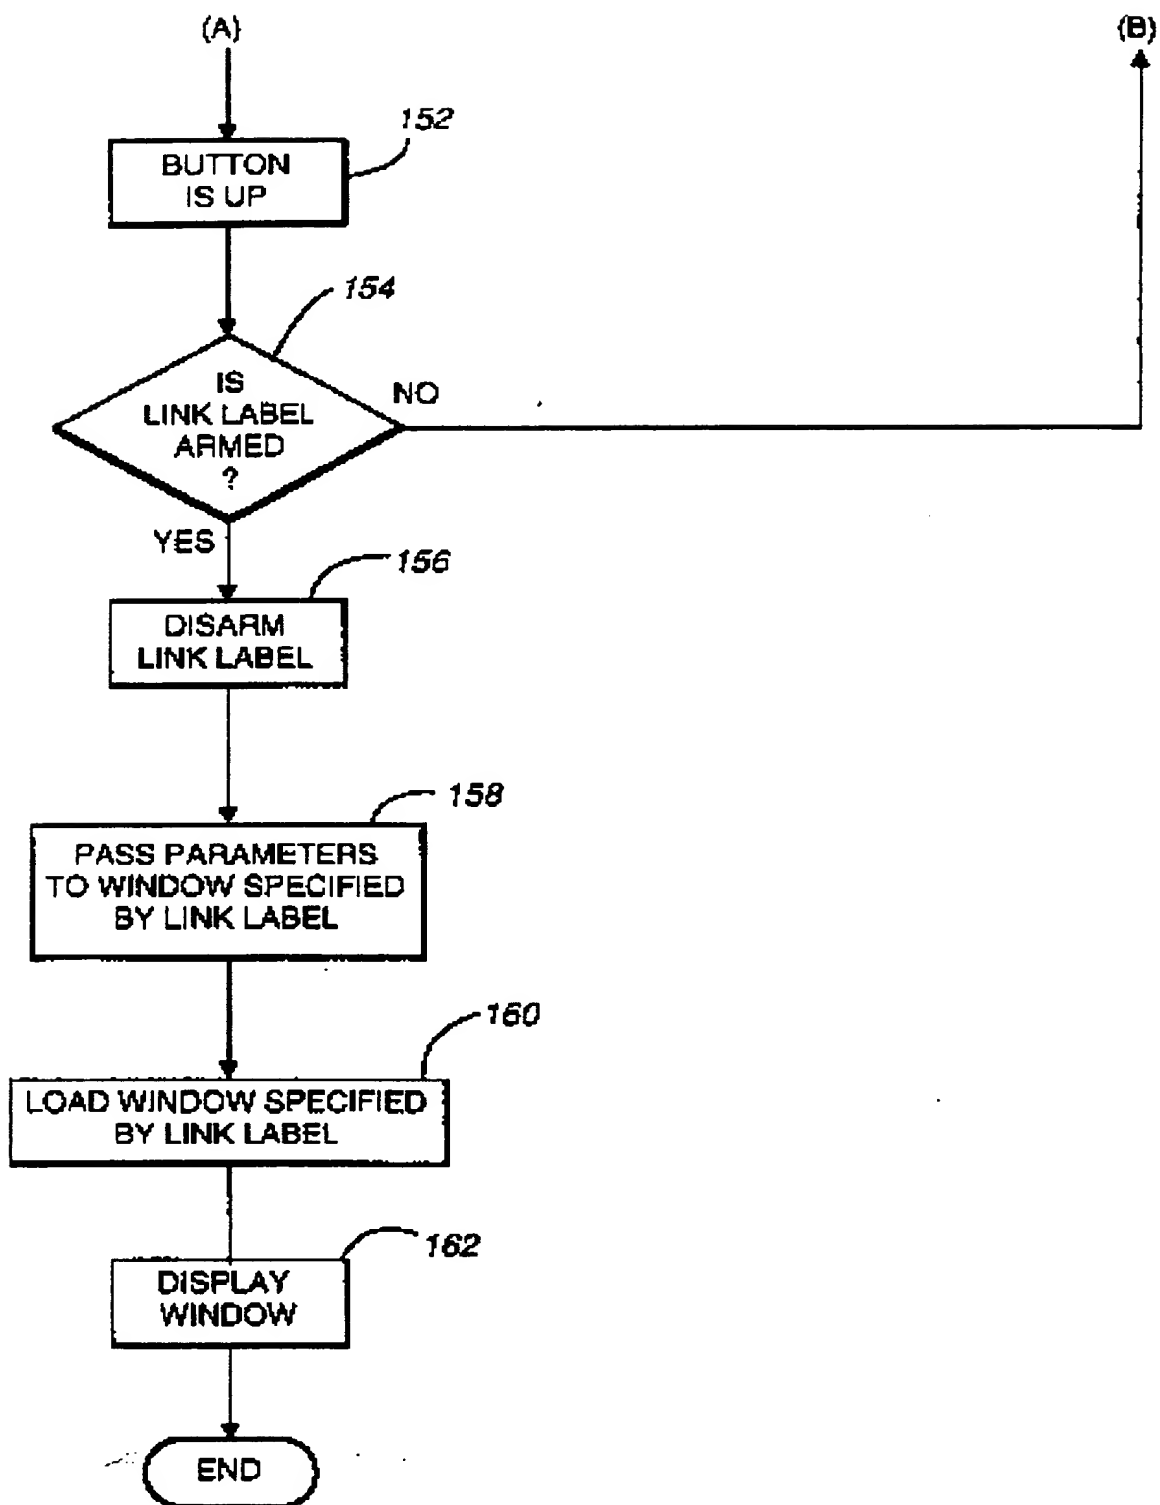 (A)
(B)
152
BUTTON
IS UP
154
IS
LINK LABEL
ARMED
?
NO
YES
156
DISARM
LINK LABEL
158
PASS PARAMETERS
TO WINDOW SPECIFIED
BY LINK LABEL
160
LOAD WINDOW SPECIFIED
BY LINK LABEL
162
DISPLAY
WINDOW
END